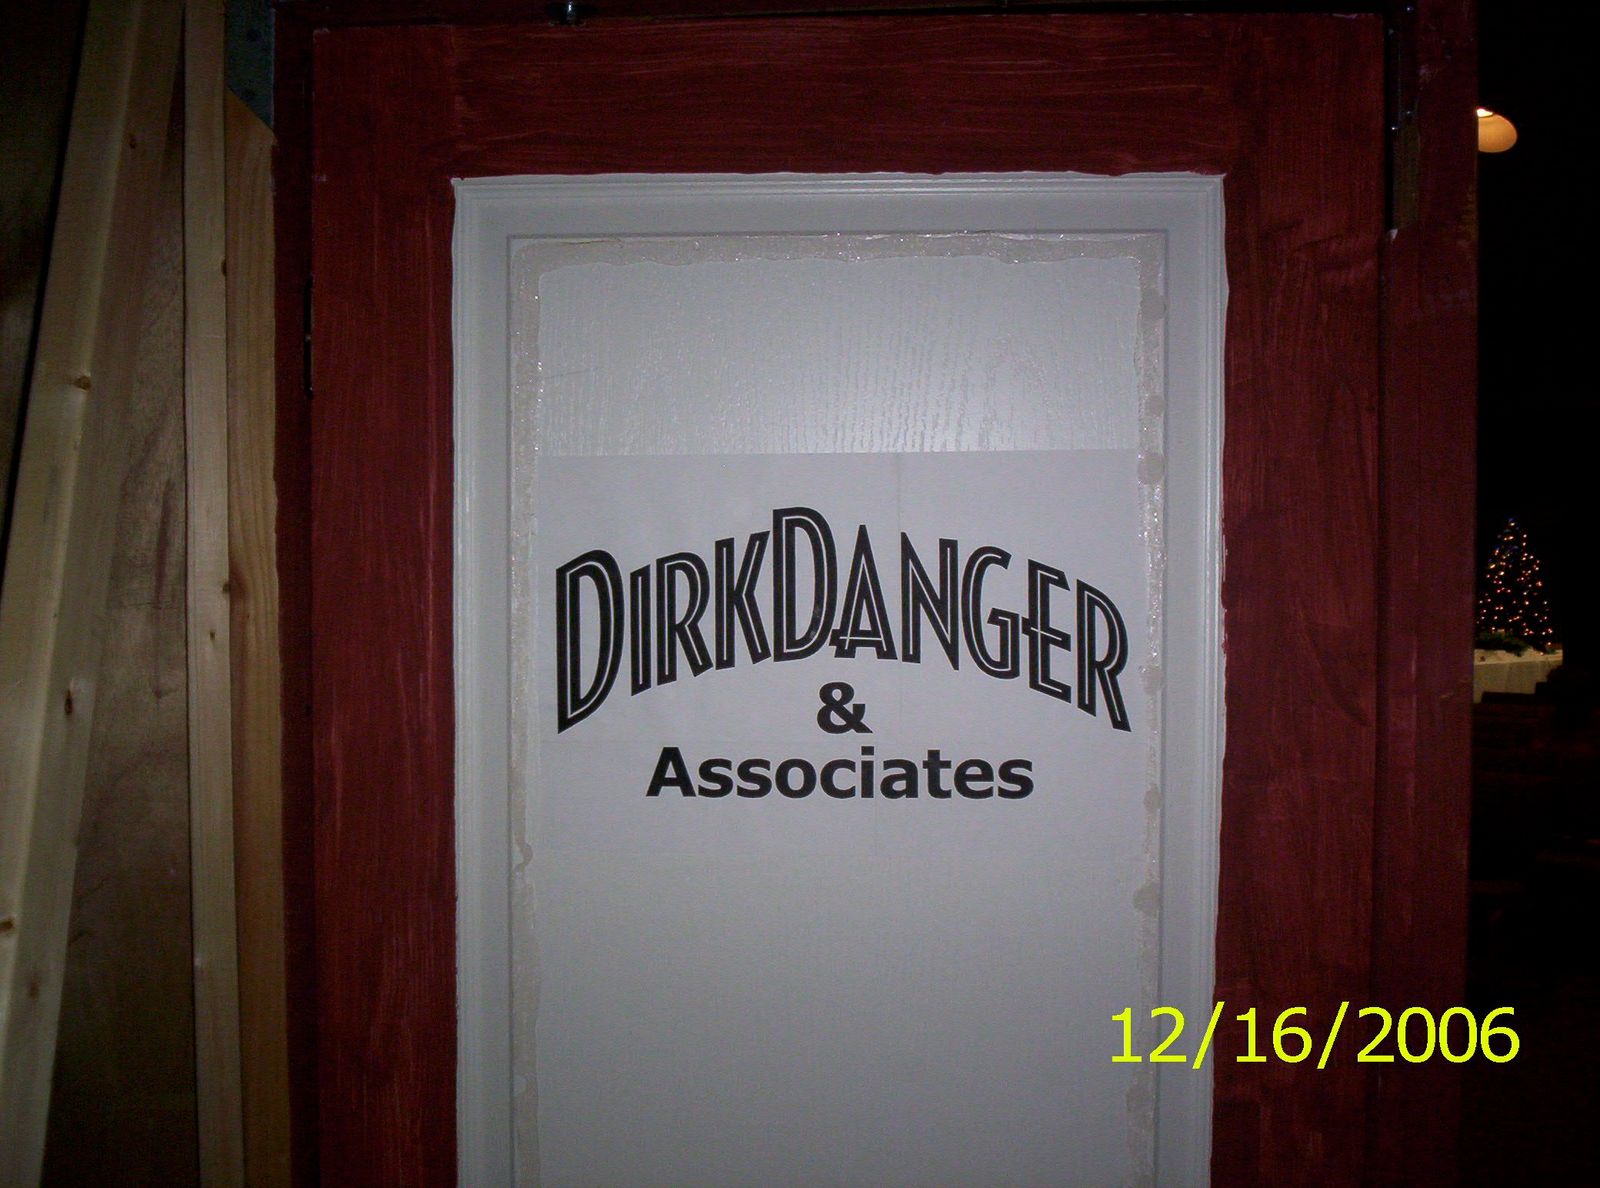 DIRKDANGER
&
Associates
12/16/2006